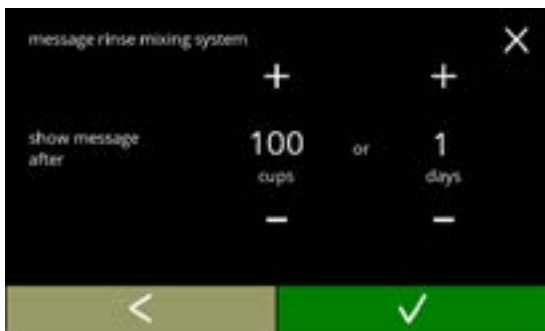 message rinse mixing system
+ +
show message
after
100 or 1
cups days
- -